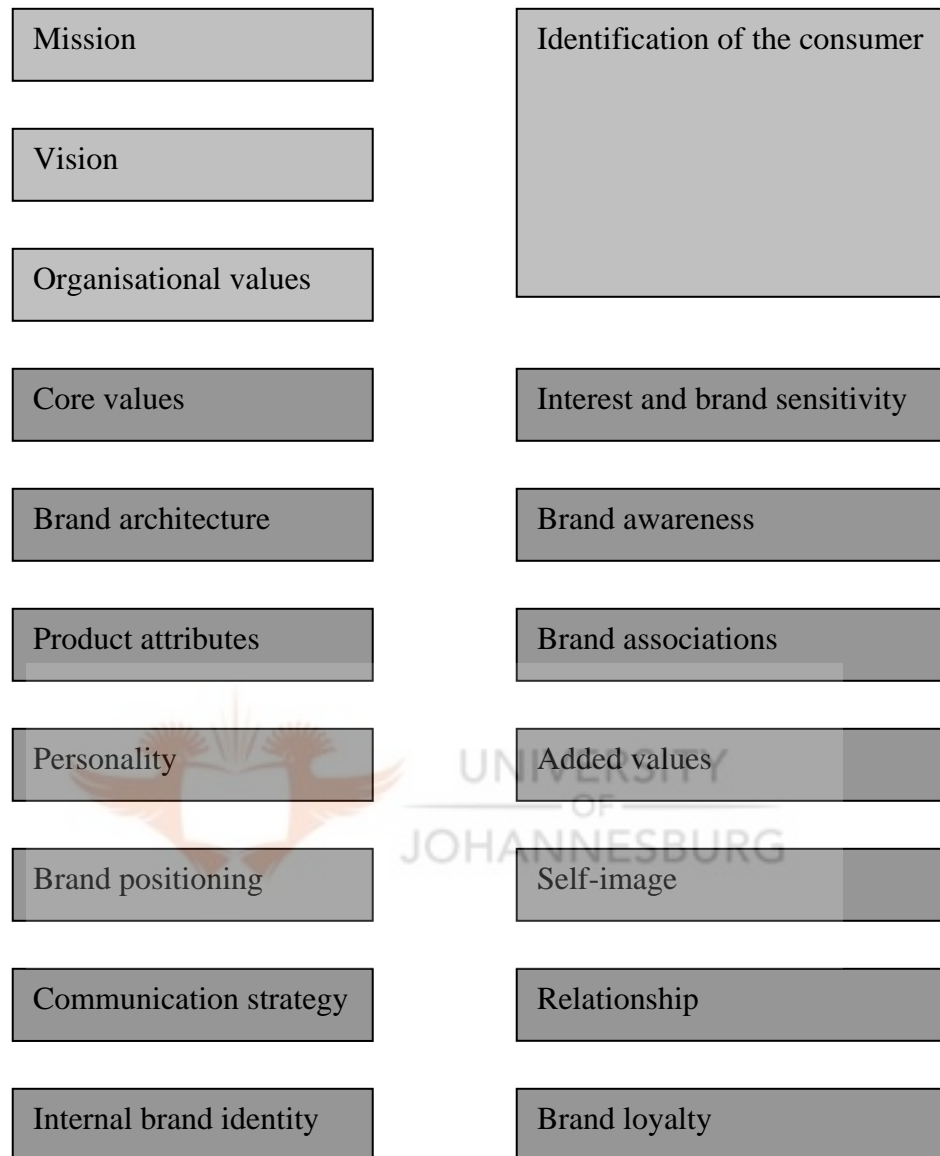 Mission
Identification of the consumer
Vision
Organisational values
Core values
Interest and brand sensitivity
Brand architecture
Brand awareness
Product attributes
Brand associations
Personality
Added values
UNIVERSITY
OF
JOHANNESBURG
Brand positioning
Self-image
Communication strategy
Relationship
Internal brand identity
Brand loyalty